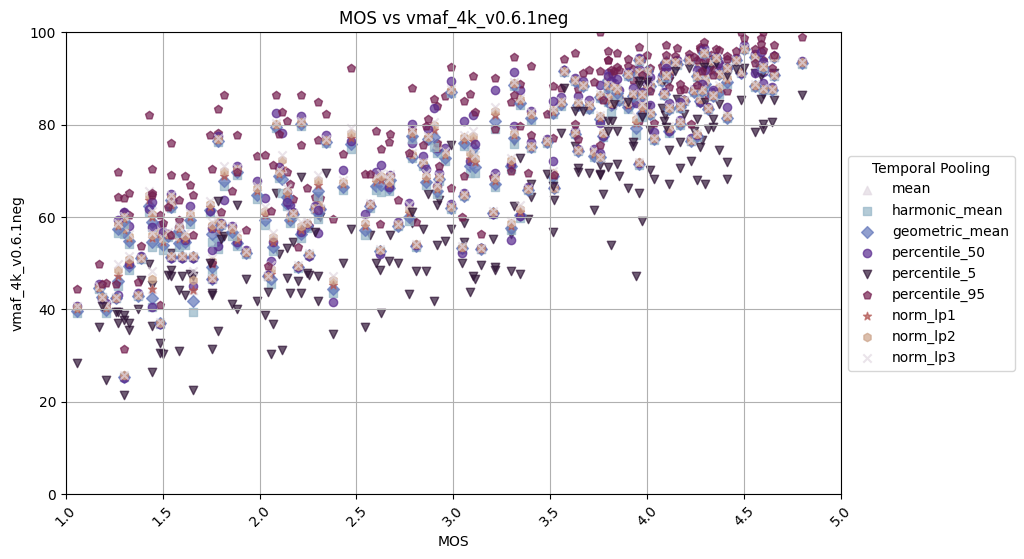 MOS vs vmaf_4k_v0.6.1neg
100
80
60
40
20
0
vmaf_4k_v0.6.1neg
1.0
1.5
2.0
2.5
3.0
3.5
4.0
4.5
5.0
MOS
Temporal Pooling
mean
harmonic_mean
geometric_mean
percentile_50
percentile_5
percentile_95
norm_lp1
norm_lp2
norm_lp3